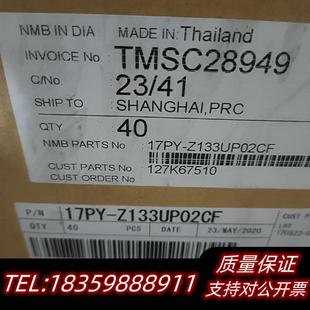 NMB IN DIA MADE IN: Thailand
INVOICE No TMSC28949
C/No. 23/41
SHIP TO SHANGHAI,PRC
QTY 40
NMB PARTS No 17PY-Z133UP02CF
CUST PARTS No 127K67510
CUST ORDER No
P/N 17PY-Z133UP02CF
QTY 40 PCS DATE 23/MAY/2020
TEL:18359888911
质量保证
支持对公开票